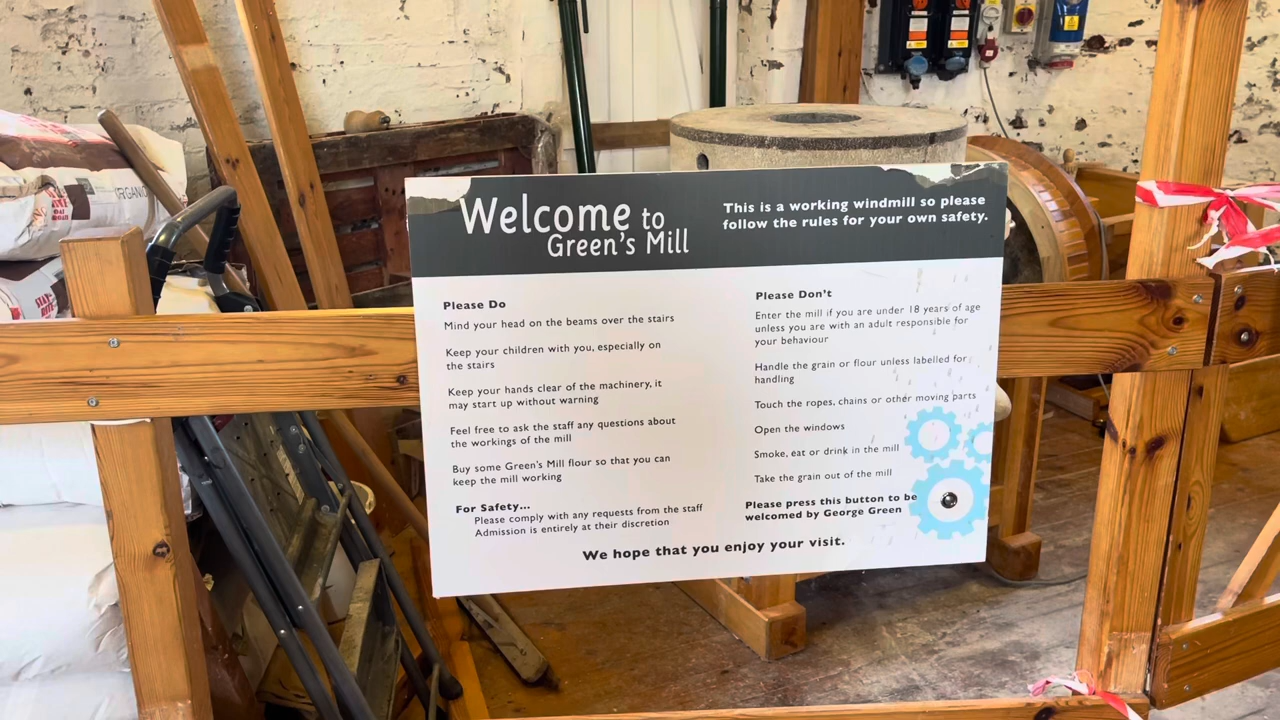 Welcome to
Green's Mill
This is a working windmill so please
follow the rules for your own safety.
Please Do
Mind your head on the beams over the stairs
Keep your children with you, especially on
the stairs
Keep your hands clear of the machinery, it
may start up without warning
Feel free to ask the staff any questions about
the workings of the mill
Buy some Green's Mill flour so that you can
keep the mill working
For Safety...
Please comply with any requests from the staff
Admission is entirely at their discretion
Please Don't
Enter the mill if you are under 18 years of age
unless you are with an adult responsible for
your behaviour
Handle the grain or flour unless labelled for
handling
Touch the ropes, chains or other moving parts
Open the windows
Smoke, eat or drink in the mill
Take the grain out of the mill
Please press this button to be
welcomed by George Green
We hope that you enjoy your visit.